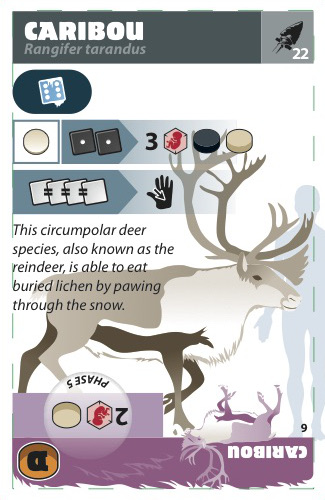 CARIBOU
Rangifer tarandus
22
3
This circumpolar deer
species, also known as the
reindeer, is able to eat
buried lichen by pawing
through the snow.
PHASE 5
2
9
CARIBOU
D